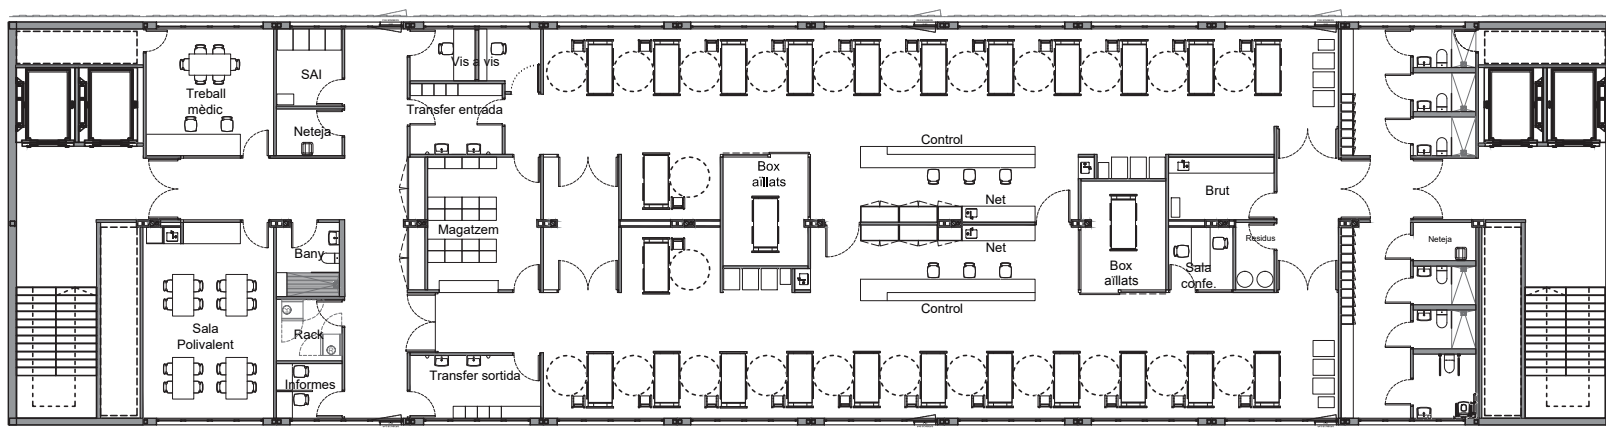 Vis a vis
SAI
Treball
mèdic
Transfer entrada
Neteja
Control
Box
aïllats
Brut
Net
Magatzem
Net
Residus
Neteja
Bany
Box
aïllats
Sala
confe.
Control
Sala
Polivalent
Rack
Transfer sortida
Informes